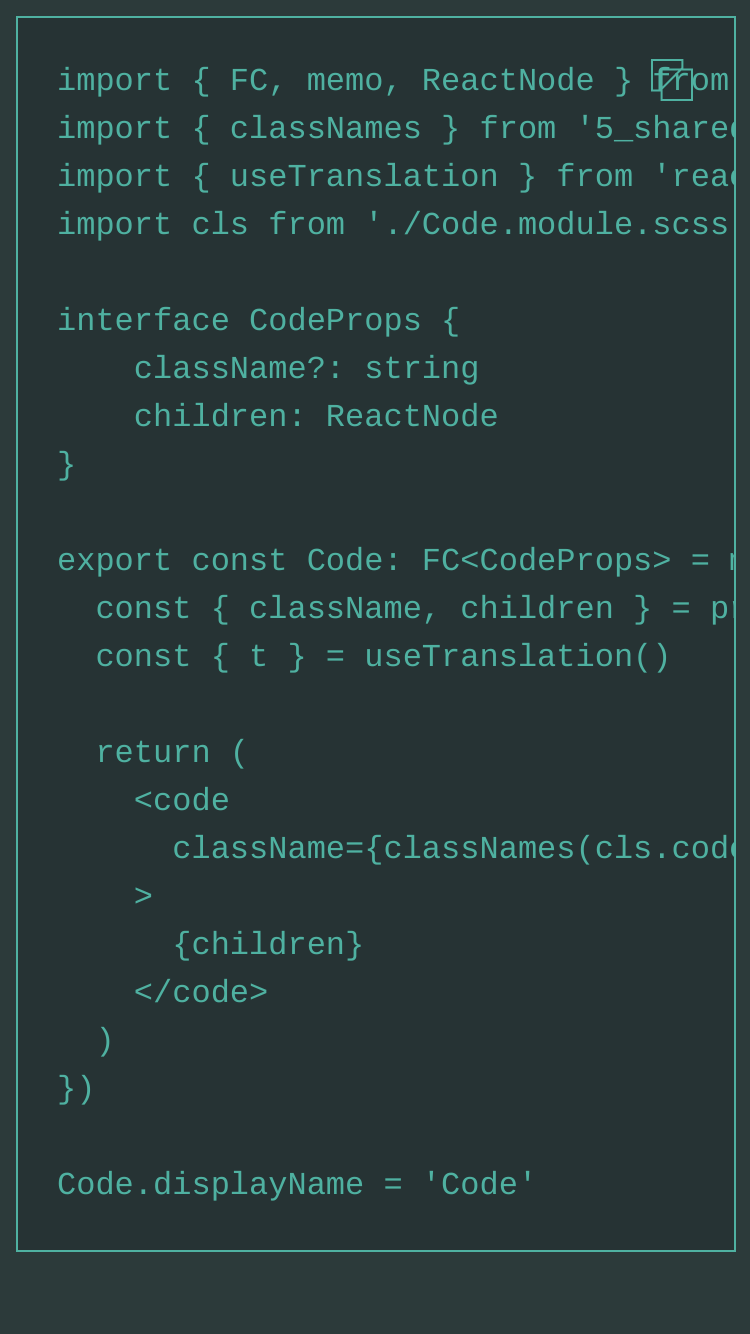 import { FC, memo, ReactNode } from
import { classNames } from '5_shared
import { useTranslation } from 'reac
import cls from './Code.module.scss

interface CodeProps {
    className?: string
    children: ReactNode
}

export const Code: FC<CodeProps> =
  const { className, children } = pr
  const { t } = useTranslation()

  return (
    <code
      className={classNames(cls.code
    >
      {children}
    </code>
  )
})

Code.displayName = 'Code'